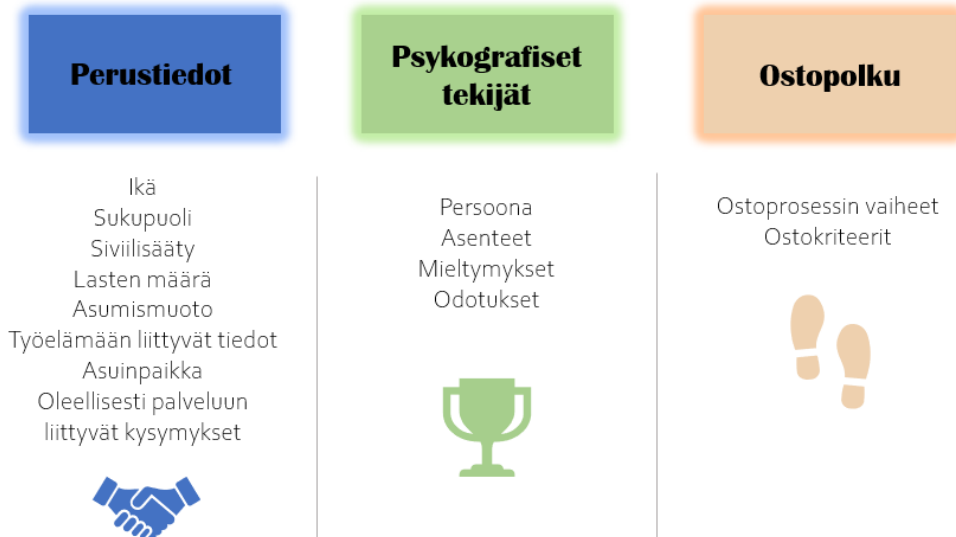 Perustiedot
Ikä
Sukupuoli
Siviilisääty
Lasten määrä
Asumismuoto
Työelämään liittyvät tiedot
Asuinpaikka
Oleellisesti palveluun
liittyvät kysymykset
Psykografiset
tekijät
Persoona
Asenteet
Mieltymykset
Odotukset
Ostopolku
Ostoprosessin vaiheet
Ostokriteerit